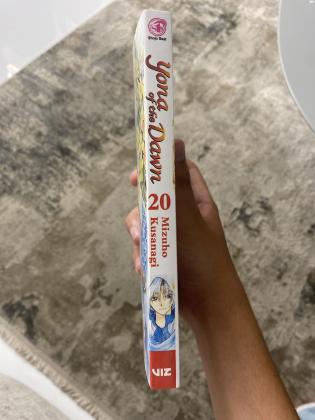 Shojo Beat
Yona
of the Dawn
20
Mizuho
Kusanagi
VIZ